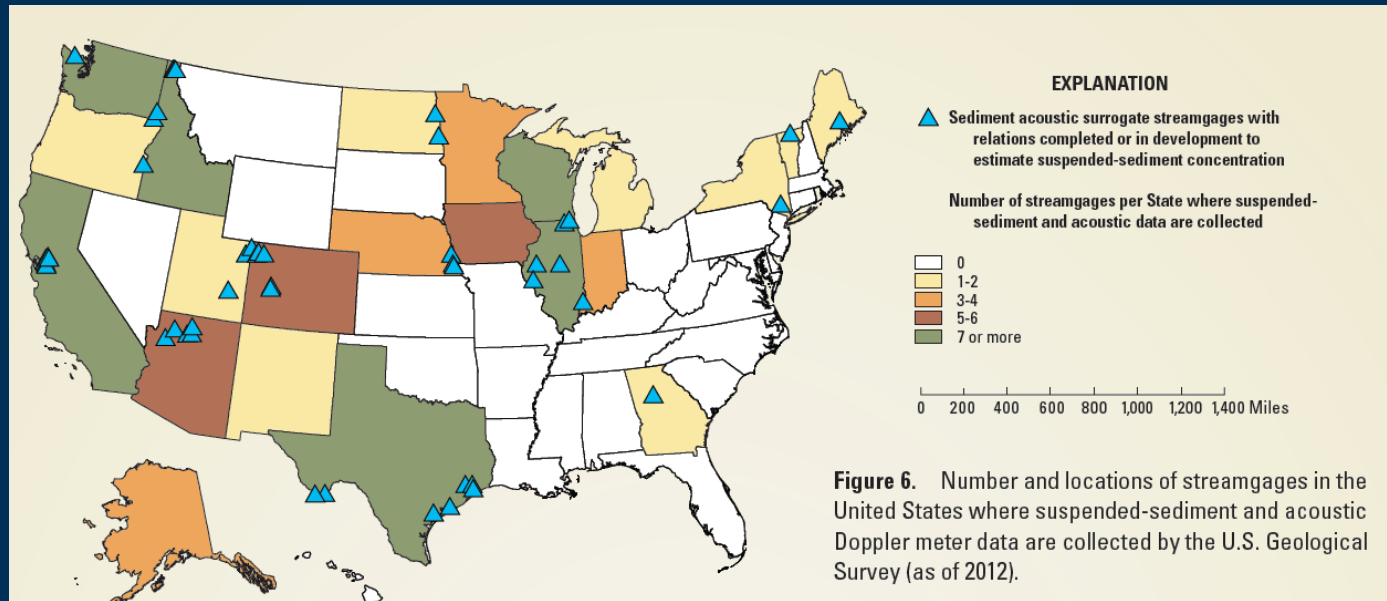 EXPLANATION
Sediment acoustic surrogate streamgages with
relations completed or in development to
estimate suspended-sediment concentration
Number of streamgages per State where suspended-
sediment and acoustic data are collected
0
1-2
3-4
5-6
7 or more
0 200 400 600 800 1,000 1,200 1,400 Miles
Figure 6. Number and locations of streamgages in the
United States where suspended-sediment and acoustic
Doppler meter data are collected by the U.S. Geological
Survey (as of 2012).